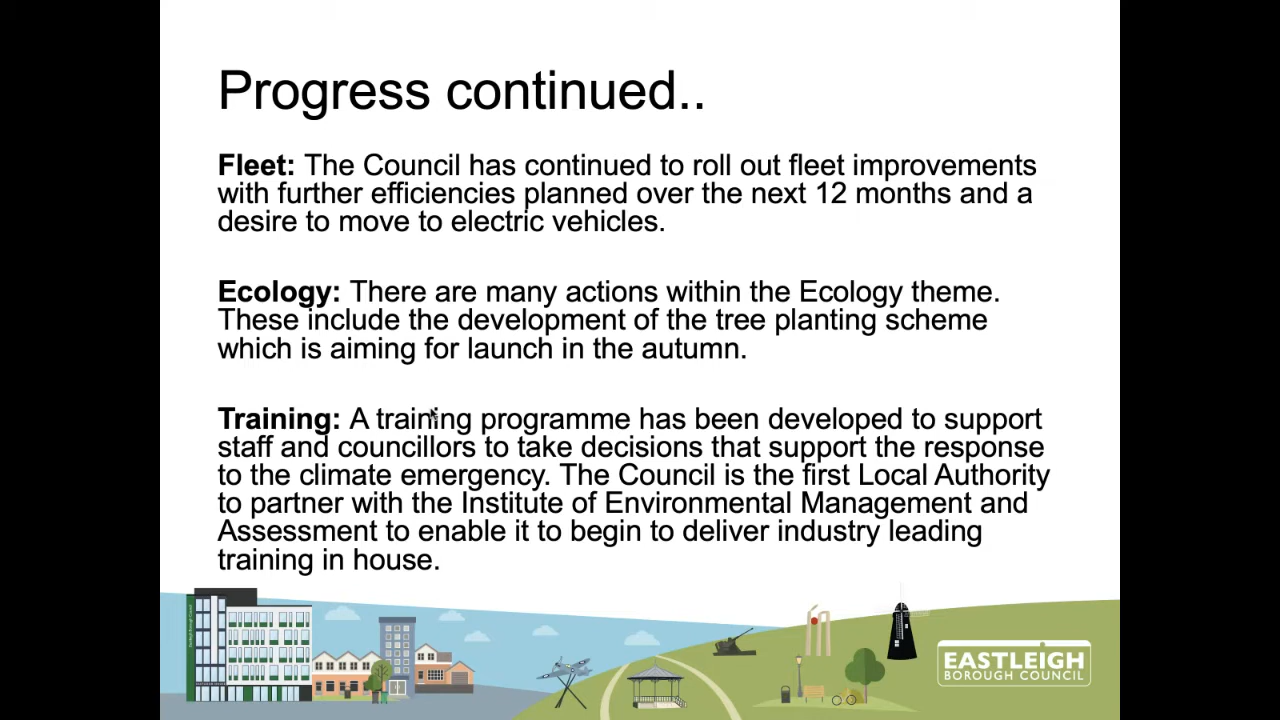 Progress continued..
Fleet: The Council has continued to roll out fleet improvements
with further efficiencies planned over the next 12 months and a
desire to move to electric vehicles.
Ecology: There are many actions within the Ecology theme.
These include the development of the tree planting scheme
which is aiming for launch in the autumn.
Training: A training programme has been developed to support
staff and councillors to take decisions that support the response
to the climate emergency. The Council is the first Local Authority
to partner with the Institute of Environmental Management and
Assessment to enable it to begin to deliver industry leading
training in house.
EASTLEIGH
BOROUGH COUNCIL